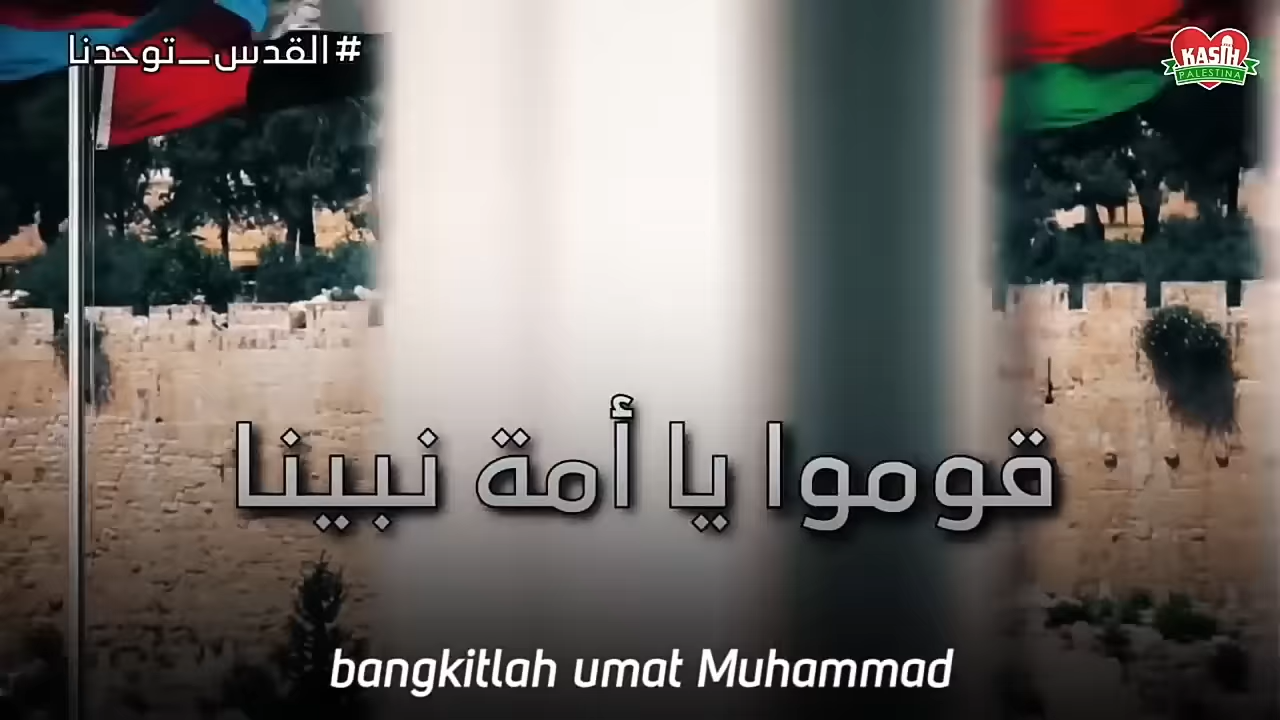 #القدس_توحدنا
KASIH
PALESTINA
قوموا يا أمة نبينا
bangkitlah umat Muhammad